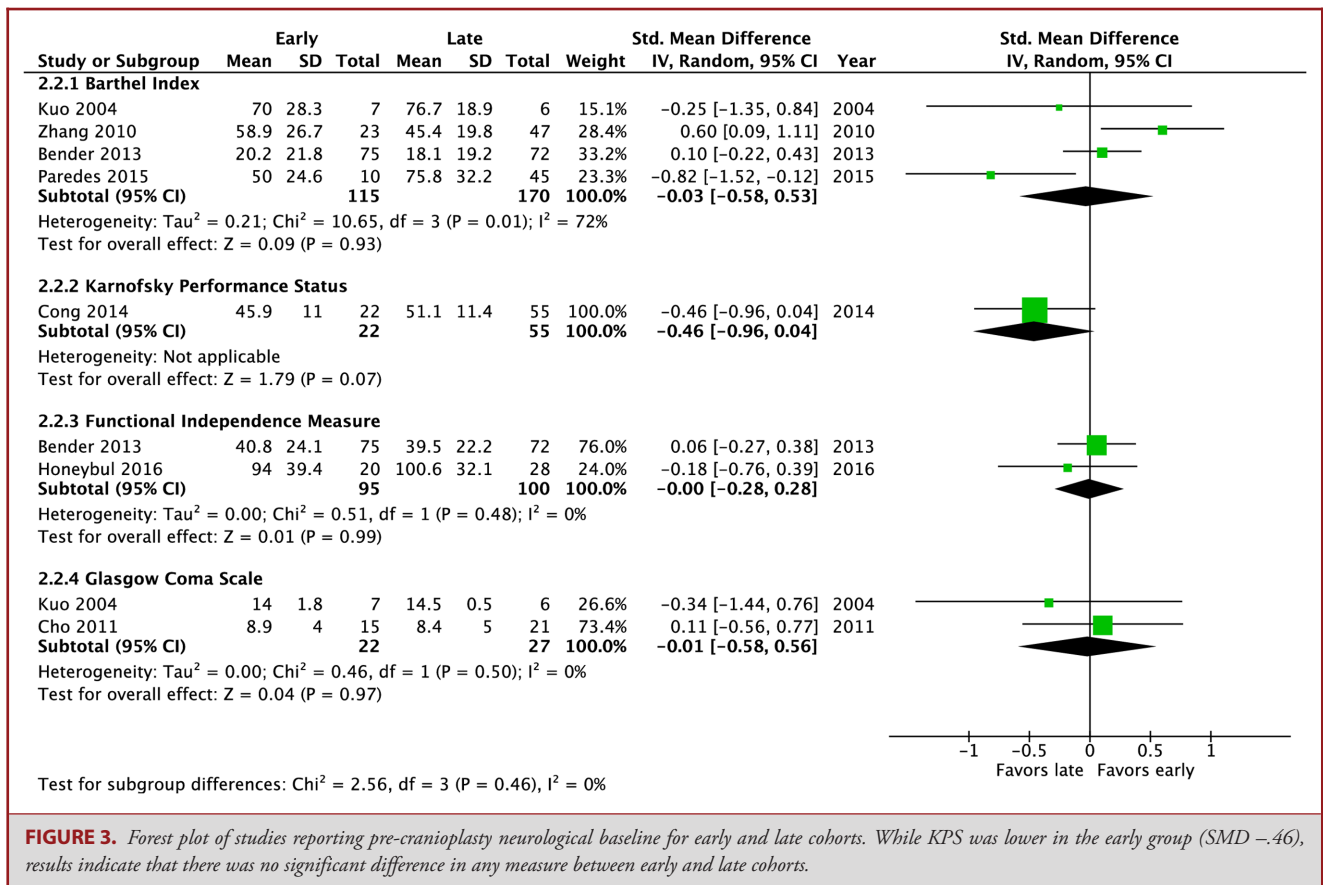 Early Late Std. Mean Difference Std. Mean Difference
Study or Subgroup Mean SD Total Mean SD Total Weight IV, Random, 95% CI Year IV, Random, 95% CI
2.2.1 Barthel Index
Kuo 2004 70 28.3 7 76.7 18.9 6 15.1% −0.25 [−1.35, 0.84] 2004
Zhang 2010 58.9 26.7 23 45.4 19.8 47 28.4% 0.60 [0.09, 1.11] 2010
Bender 2013 20.2 21.8 75 18.1 19.2 72 33.2% 0.10 [−0.22, 0.43] 2013
Paredes 2015 50 24.6 10 75.8 32.2 45 23.3% −0.82 [−1.52, −0.12] 2015
Subtotal (95% CI) 115 170 100.0% −0.03 [−0.58, 0.53]
Heterogeneity: Tau² = 0.21; Chi² = 10.65, df = 3 (P = 0.01); I² = 72%
Test for overall effect: Z = 0.09 (P = 0.93)
2.2.2 Karnofsky Performance Status
Cong 2014 45.9 11 22 51.1 11.4 55 100.0% −0.46 [−0.96, 0.04] 2014
Subtotal (95% CI) 22 55 100.0% −0.46 [−0.96, 0.04]
Heterogeneity: Not applicable
Test for overall effect: Z = 1.79 (P = 0.07)
2.2.3 Functional Independence Measure
Bender 2013 40.8 24.1 75 39.5 22.2 72 76.0% 0.06 [−0.27, 0.38] 2013
Honeybul 2016 94 39.4 20 100.6 32.1 28 24.0% −0.18 [−0.76, 0.39] 2016
Subtotal (95% CI) 95 100 100.0% −0.00 [−0.28, 0.28]
Heterogeneity: Tau² = 0.00; Chi² = 0.51, df = 1 (P = 0.48); I² = 0%
Test for overall effect: Z = 0.01 (P = 0.99)
2.2.4 Glasgow Coma Scale
Kuo 2004 14 1.8 7 14.5 0.5 6 26.6% −0.34 [−1.44, 0.76] 2004
Cho 2011 8.9 4 15 8.4 5 21 73.4% 0.11 [−0.56, 0.77] 2011
Subtotal (95% CI) 22 27 100.0% −0.01 [−0.58, 0.56]
Heterogeneity: Tau² = 0.00; Chi² = 0.46, df = 1 (P = 0.50); I² = 0%
Test for overall effect: Z = 0.04 (P = 0.97)
−1 −0.5 0 0.5 1
Favors late Favors early
Test for subgroup differences: Chi² = 2.56, df = 3 (P = 0.46), I² = 0%
FIGURE 3. Forest plot of studies reporting pre-cranioplasty neurological baseline for early and late cohorts. While KPS was lower in the early group (SMD –.46),
results indicate that there was no significant difference in any measure between early and late cohorts.